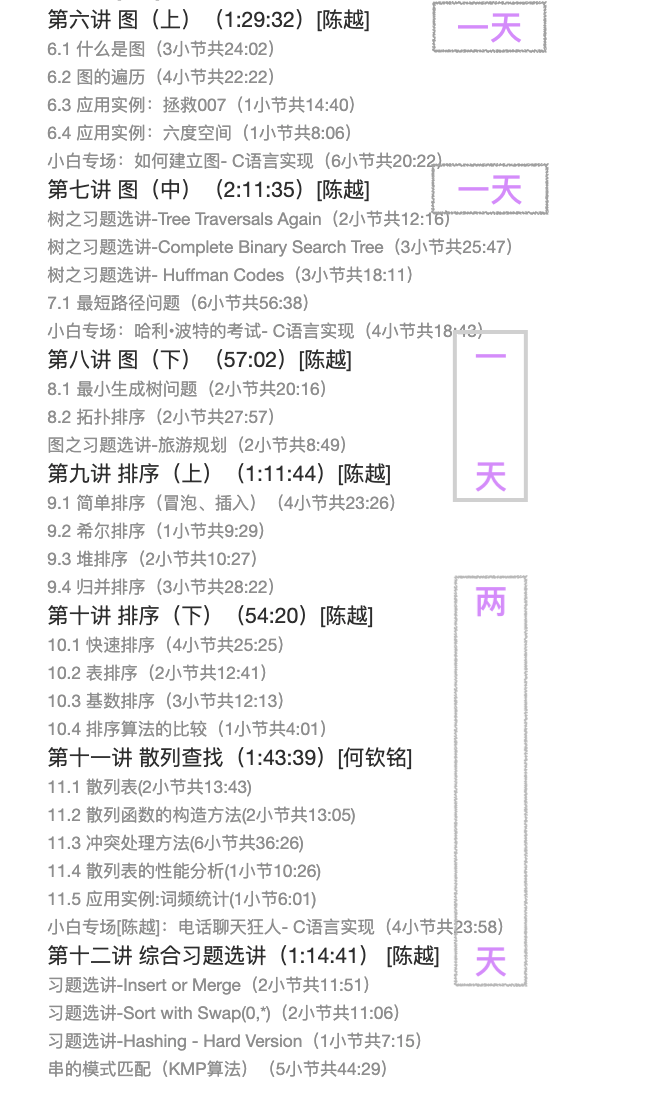 第六讲 图（上）（1:29:32）[陈越]
一天
6.1 什么是图（3小节共24:02）
6.2 图的遍历（4小节共22:22）
6.3 应用实例：拯救007（1小节共14:40）
6.4 应用实例：六度空间（1小节共8:06）
小白专场：如何建立图- C语言实现（6小节共20:22）
第七讲 图（中）（2:11:35）[陈越]
一天
树之习题选讲-Tree Traversals Again（2小节共12:16）
树之习题选讲-Complete Binary Search Tree（3小节共25:47）
树之习题选讲- Huffman Codes（3小节共18:11）
7.1 最短路径问题（6小节共56:38）
小白专场：哈利•波特的考试- C语言实现（4小节共18:43）
第八讲 图（下）（57:02）[陈越]
一
8.1 最小生成树问题（2小节共20:16）
8.2 拓扑排序（2小节共27:57）
图之习题选讲-旅游规划（2小节共8:49）
第九讲 排序（上）（1:11:44）[陈越]
天
9.1 简单排序（冒泡、插入）（4小节共23:26）
9.2 希尔排序（1小节共9:29）
9.3 堆排序（2小节共10:27）
9.4 归并排序（3小节共28:22）
第十讲 排序（下）（54:20）[陈越]
两
10.1 快速排序（4小节共25:25）
10.2 表排序（2小节共12:41）
10.3 基数排序（3小节共12:13）
10.4 排序算法的比较（1小节共4:01）
第十一讲 散列查找（1:43:39）[何钦铭]
11.1 散列表(2小节共13:43)
11.2 散列函数的构造方法(2小节共13:05)
11.3 冲突处理方法(6小节共36:26)
11.4 散列表的性能分析(1小节10:26)
11.5 应用实例:词频统计(1小节6:01)
小白专场[陈越]：电话聊天狂人- C语言实现（4小节共23:58）
第十二讲 综合习题选讲（1:14:41） [陈越]
天
习题选讲-Insert or Merge（2小节共11:51）
习题选讲-Sort with Swap(0,*)（2小节共11:06）
习题选讲-Hashing - Hard Version（1小节共7:15）
串的模式匹配（KMP算法）（5小节共44:29）